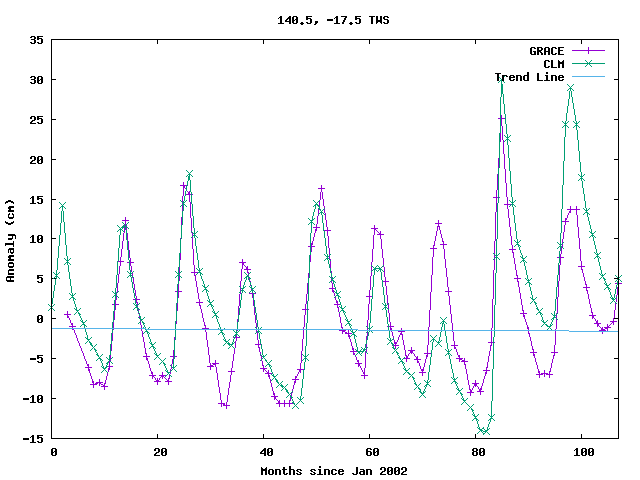 140.5, -17.5 TWS
GRACE
CLM
Trend Line
35
30
25
20
15
10
5
0
-5
-10
-15
Anomaly (cm)
0 20 40 60 80 100
Months since Jan 2002